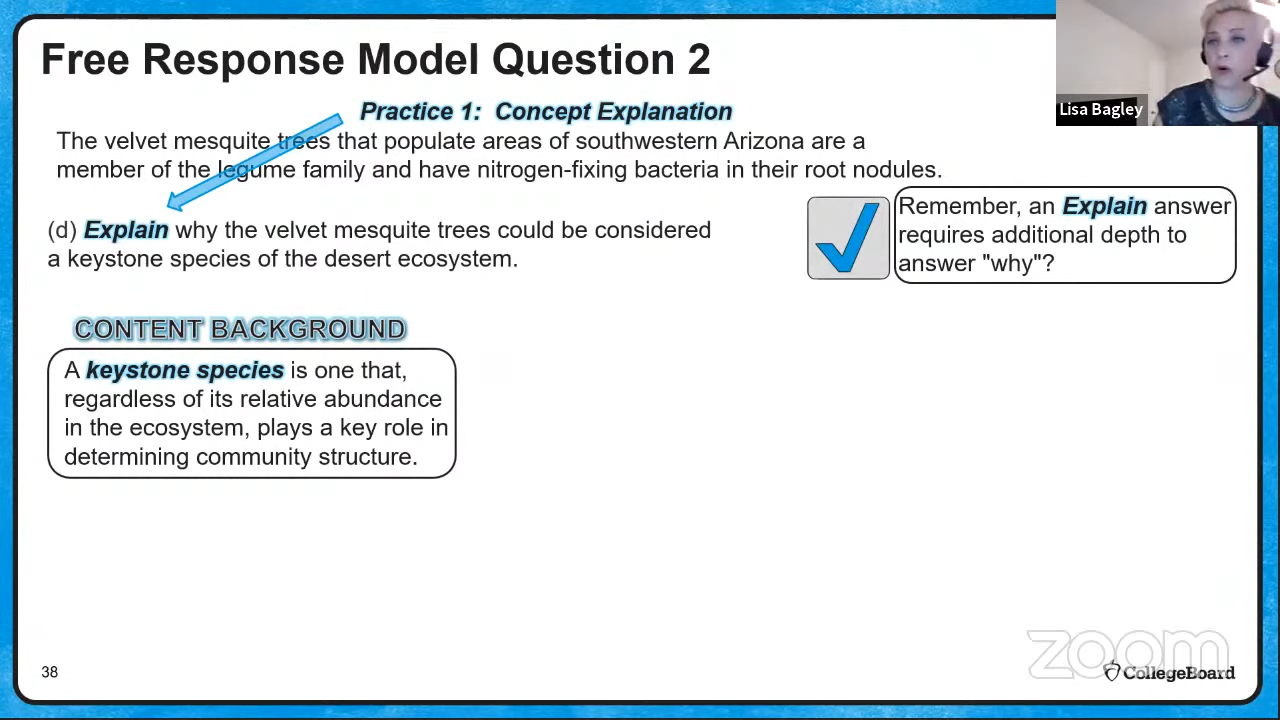 Free Response Model Question 2
Lisa Bagley
Practice 1: Concept Explanation
The velvet mesquite trees that populate areas of southwestern Arizona are a
member of the legume family and have nitrogen-fixing bacteria in their root nodules.
(d) Explain why the velvet mesquite trees could be considered
a keystone species of the desert ecosystem.
Remember, an Explain answer
requires additional depth to
answer "why"?
CONTENT BACKGROUND
A keystone species is one that,
regardless of its relative abundance
in the ecosystem, plays a key role in
determining community structure.
38
zoom
CollegeBoard